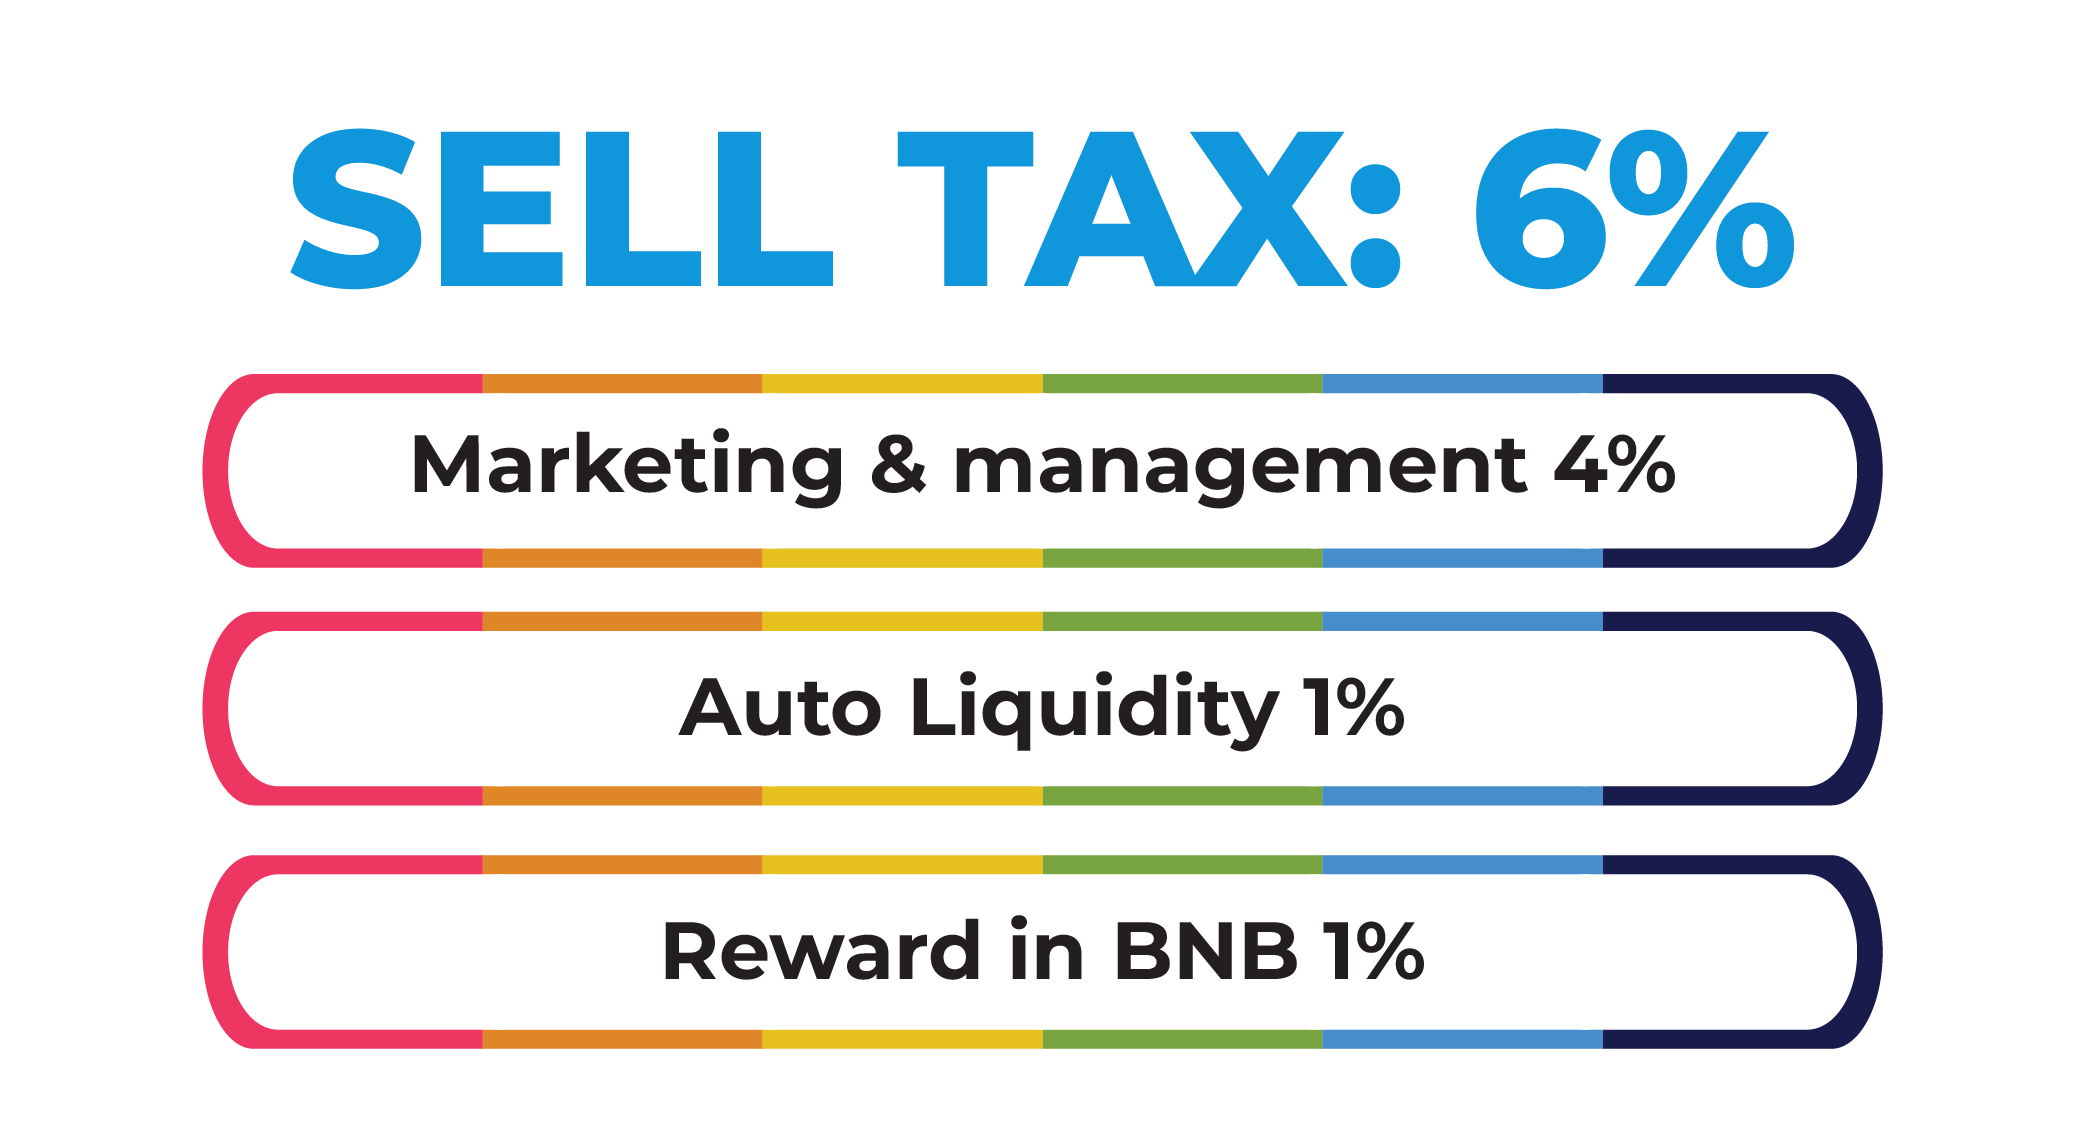 SELL TAX: 6%
Marketing & management 4%
Auto Liquidity 1%
Reward in BNB 1%